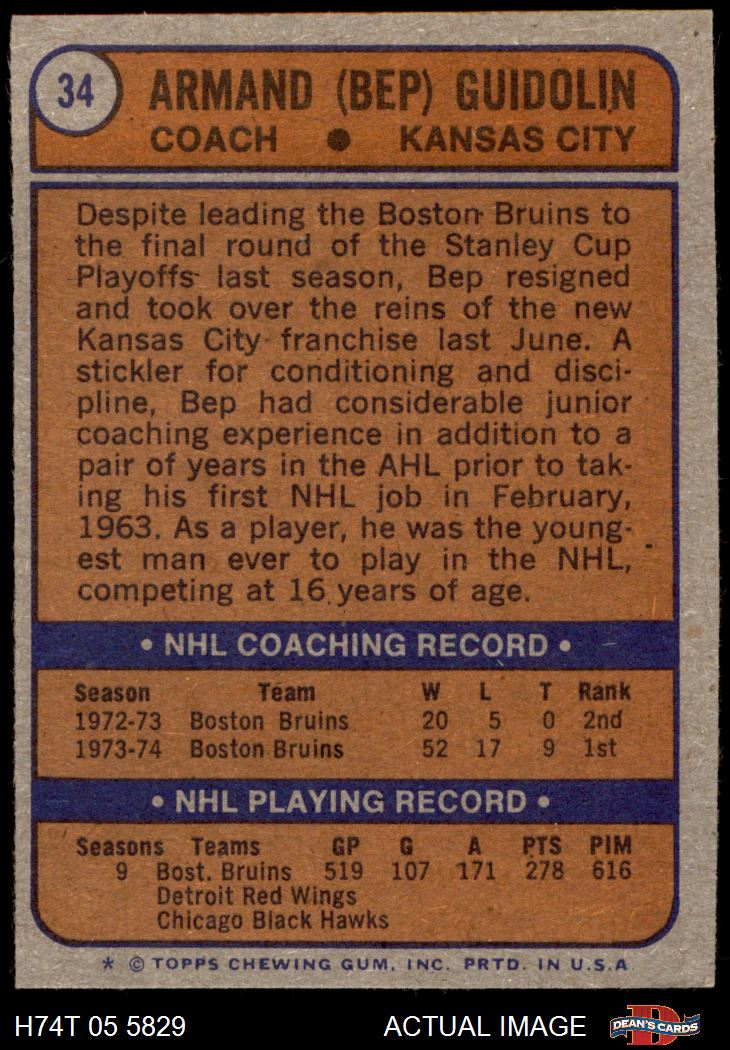 34
ARMAND (BEP) GUIDOLIN
COACH ● KANSAS CITY
Despite leading the Boston Bruins to
the final round of the Stanley Cup
Playoffs last season, Bep resigned
and took over the reins of the new
Kansas City franchise last June. A
stickler for conditioning and disci-
pline, Bep had considerable junior
coaching experience in addition to a
pair of years in the AHL prior to tak-
ing his first NHL job in February,
1963. As a player, he was the young-
est man ever to play in the NHL,
competing at 16 years of age.
• NHL COACHING RECORD •
Season Team W L T Rank
1972-73 Boston Bruins 20 5 0 2nd
1973-74 Boston Bruins 52 17 9 1st
• NHL PLAYING RECORD •
Seasons Teams GP G A PTS PIM
9 Bost. Bruins 519 107 171 278 616
Detroit Red Wings
Chicago Black Hawks
* © TOPPS CHEWING GUM, INC. PRTD. IN U.S.A
H74T 05 5829 ACTUAL IMAGE DEAN'S CARDS